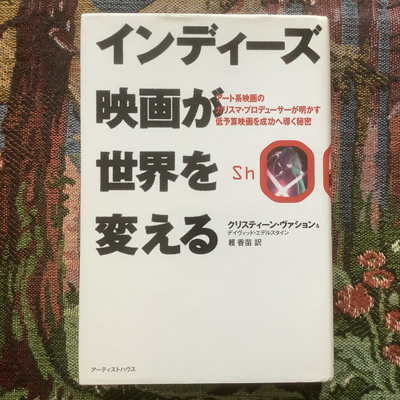 インディーズ
映画が
世界を
変える
アート系映画の
カリスマ・プロデューサーが明かす
低予算映画を成功へ導く秘密
Sh
クリスティーン・ヴァション&
デイヴィッド・エデルスタイン
賴 香苗 訳
アーティストハウス